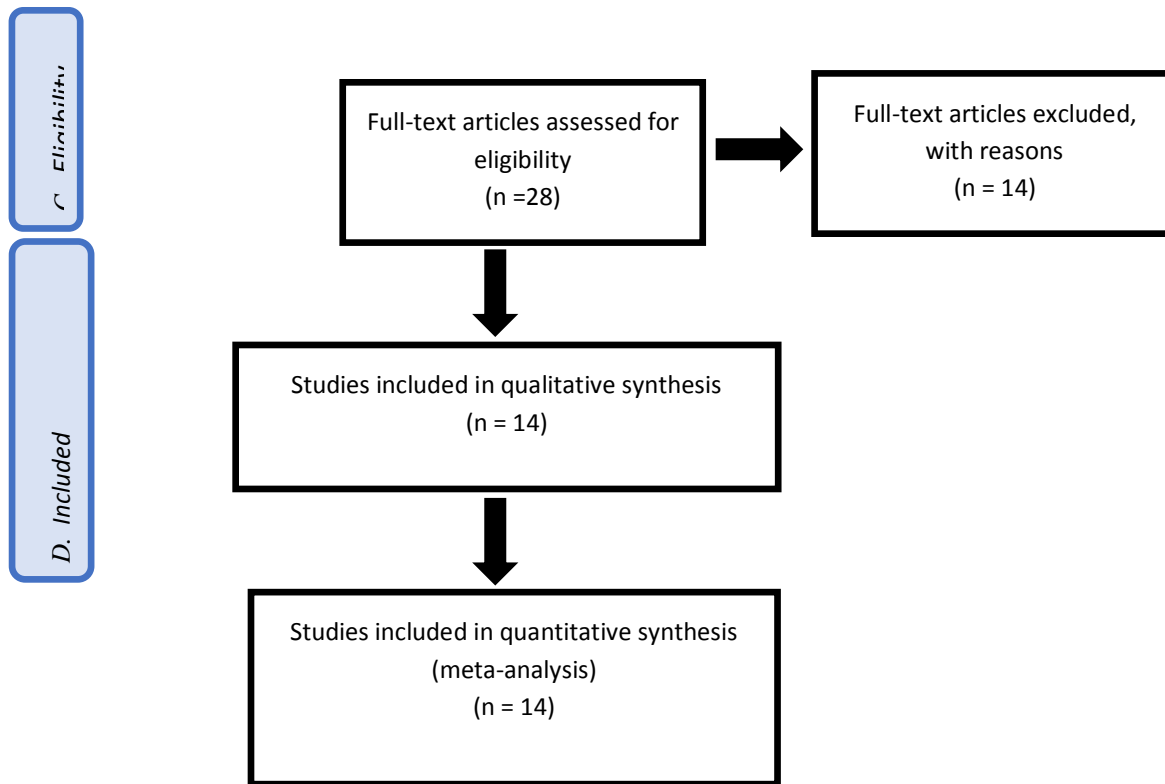 C. Eligibility
Full-text articles assessed for
eligibility
(n =28)
Full-text articles excluded,
with reasons
(n = 14)
D. Included
Studies included in qualitative synthesis
(n = 14)
Studies included in quantitative synthesis
(meta-analysis)
(n = 14)